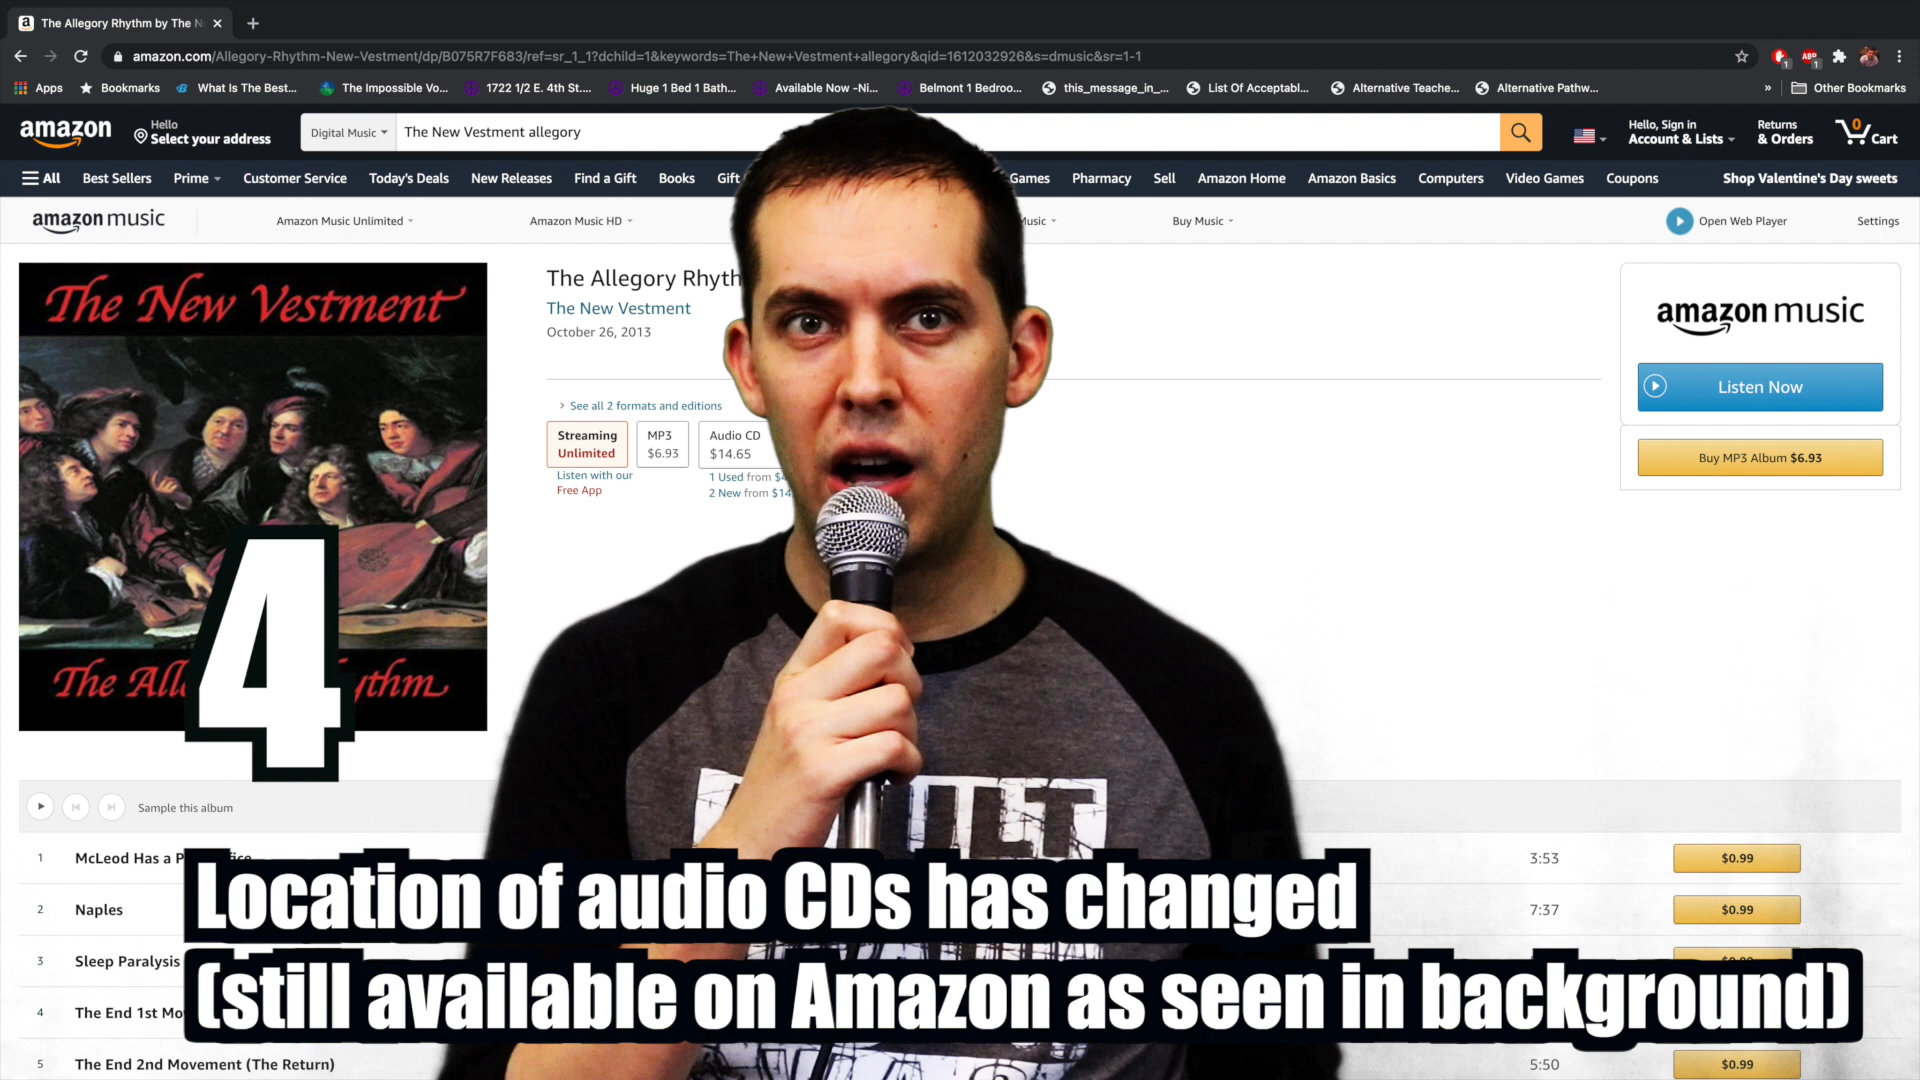 The Allegory Rhythm by The N
amazon.com/Allegory-Rhythm-New-Vestment/dp/B075R7F683/ref=sr_1_1?dchild=1&keywords=The+New+Vestment+allegory&qid=1612032926&s=dmusic&sr=1-1
Apps Bookmarks What Is The Best... The Impossible Vo... 1722 1/2 E. 4th St.... Huge 1 Bed 1 Bath... Available Now -Ni... Belmont 1 Bedroo... this_message_in_... List Of Acceptabl... Alternative Teache... Alternative Pathw... » Other Bookmarks
amazon Hello Select your address Digital Music The New Vestment allegory Hello, Sign in Account & Lists Returns & Orders 0 Cart
All Best Sellers Prime Customer Service Today's Deals New Releases Find a Gift Books Gift Games Pharmacy Sell Amazon Home Amazon Basics Computers Video Games Coupons Shop Valentine's Day sweets
amazon music Amazon Music Unlimited Amazon Music HD Music Buy Music Open Web Player Settings
The New Vestment
The Allegory Rhyth
The New Vestment
October 26, 2013
See all 2 formats and editions
Streaming Unlimited
Listen with our
Free App
MP3
$6.93
Audio CD
$14.65
1 Used from $
2 New from $14
amazon music
Listen Now
Buy MP3 Album $6.93
The All ythm
4
Sample this album
1 McLeod Has a P 3:53 $0.99
2 Naples 7:37 $0.99
3 Sleep Paralysis
4 The End 1st Mo
5 The End 2nd Movement (The Return) 5:50 $0.99
Location of audio CDs has changed
(still available on Amazon as seen in background)